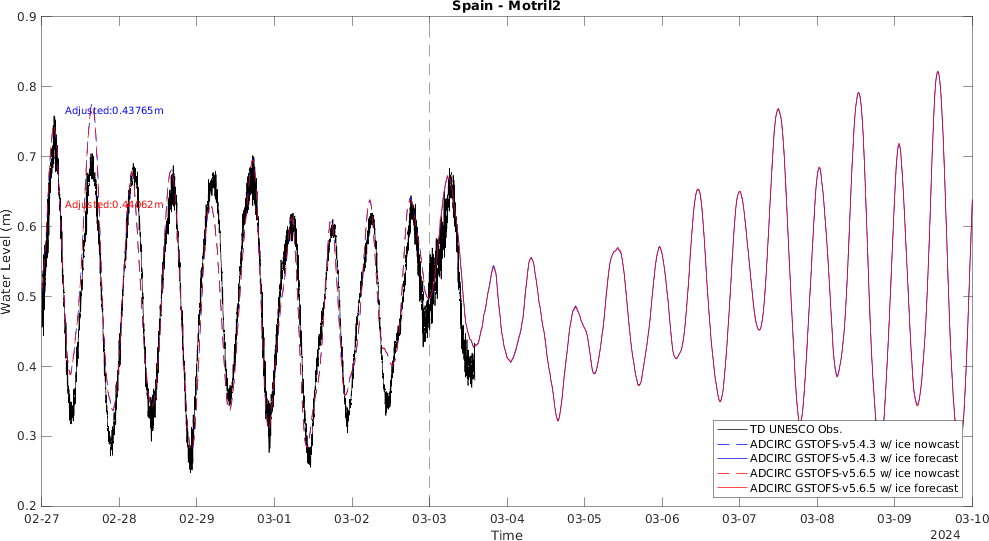 Spain - Motril2
0.9
0.8
0.7
0.6
0.5
0.4
0.3
0.2
Water Level (m)
Adjusted:0.43765m
Adjusted:0.44062m
TD UNESCO Obs.
ADCIRC GSTOFS-v5.4.3 w/ ice nowcast
ADCIRC GSTOFS-v5.4.3 w/ ice forecast
ADCIRC GSTOFS-v5.6.5 w/ ice nowcast
ADCIRC GSTOFS-v5.6.5 w/ ice forecast
02-27 02-28 02-29 03-01 03-02 03-03 03-04 03-05 03-06 03-07 03-08 03-09 03-10
Time
2024